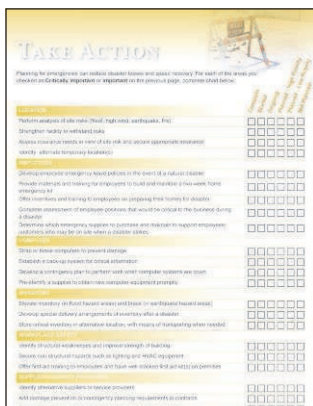 TAKE ACTION
Planning for emergencies can reduce disaster losses and assist recovery. For each of the areas you
checked as Critically Important or Important on the previous page, complete chart below.
LOCATION
Perform analysis of site risks (flood, high wind, earthquake, fire)
Strengthen facility to withstand risks
Assess insurance needs in view of site risk and secure appropriate insurance
Identify alternate temporary location(s)
EMPLOYEES
Develop employee emergency leave policies in the event of a natural disaster
Provide materials and training for employees to build and maintain a two week home
emergency kit
Offer incentives and training to employees on preparing their homes for disaster
Complete assessment of employee positions that would be critical to the business during
a disaster
Determine which emergency supplies to purchase and maintain to support employees/
customers who may be on site when a disaster strikes
COMPUTERS
Strap or brace computers to prevent damage
Establish a back-up system for critical information
Develop a contingency plan to perform work when computer systems are down
Pre-identify a supplier to obtain new computer equipment promptly
INVENTORY
Elevate inventory (in flood hazard areas) and brace (in earthquake hazard areas)
Develop special delivery arrangements of inventory after a disaster
Store critical inventory in alternative location, with means of transporting when needed
Identify structural weaknesses and improve strength of building
Secure non-structural hazards such as lighting and HVAC equipment
Offer first-aid training to employees and have well-stocked first aid kits on premises
Identify alternative suppliers or service providers
Add damage prevention or contingency planning requirements to contracts